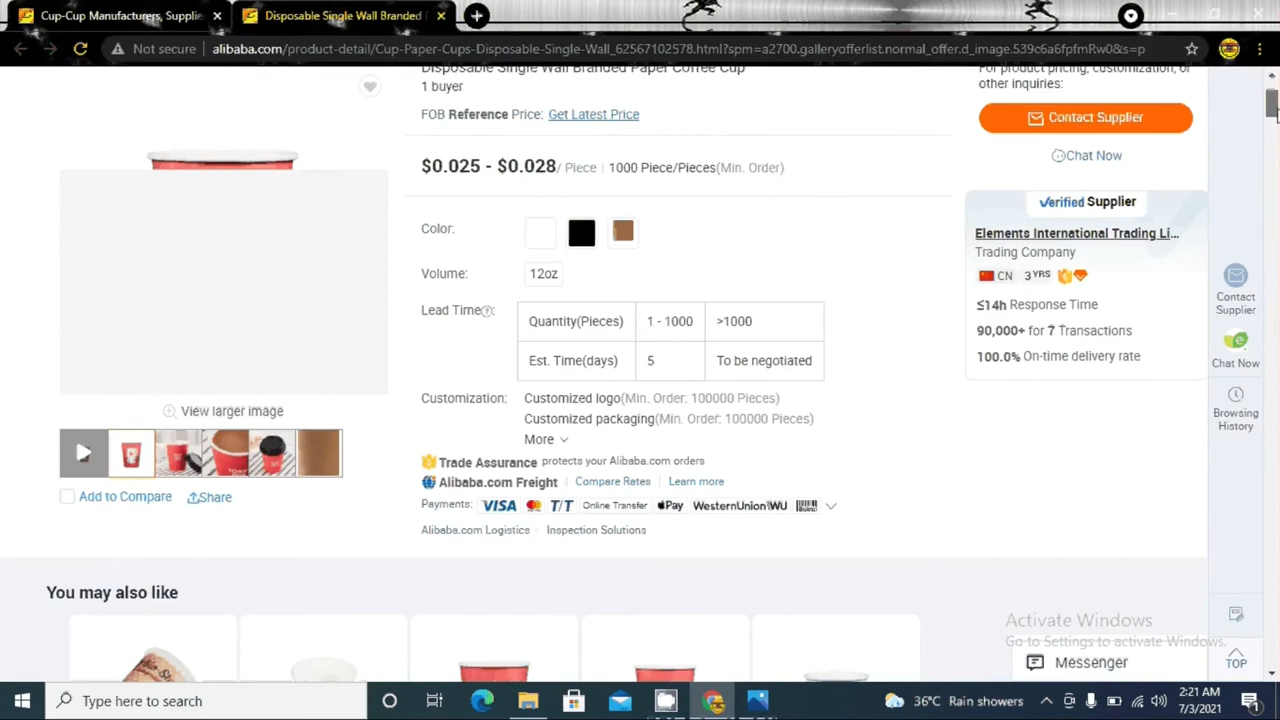 Cup-Cup Manufacturers, Supplie
Disposable Single Wall Branded
Not secure
alibaba.com/product-detail/Cup-Paper-Cups-Disposable-Single-Wall_62567102578.html?spm=a2700.galleryofferlist.normal_offer.d_image.539c6a6fpfmRw0&s=p
Disposable Single Wall Branded Paper Coffee Cup
1 buyer
FOB Reference Price: Get Latest Price
$0.025 - $0.028/ Piece | 1000 Piece/Pieces(Min. Order)
Color:
Volume: 12oz
Lead Time?:
Quantity(Pieces) 1 - 1000 >1000
Est. Time(days) 5 To be negotiated
Customization: Customized logo(Min. Order: 100000 Pieces)
Customized packaging(Min. Order: 100000 Pieces)
More
Trade Assurance protects your Alibaba.com orders
Alibaba.com Freight | Compare Rates | Learn more
Payments: VISA T/T Online Transfer Pay WesternUnion WU
Alibaba.com Logistics Inspection Solutions
View larger image
Add to Compare Share
For product pricing, customization, or
other inquiries:
Contact Supplier
Chat Now
Verified Supplier
Elements International Trading Li...
Trading Company
CN 3 YRS
≤14h Response Time
90,000+ for 7 Transactions
100.0% On-time delivery rate
Contact
Supplier
Chat Now
Browsing
History
You may also like
Activate Windows
Go to Settings to activate Windows.
Messenger
TOP
Type here to search
36°C Rain showers
2:21 AM
7/3/2021
1